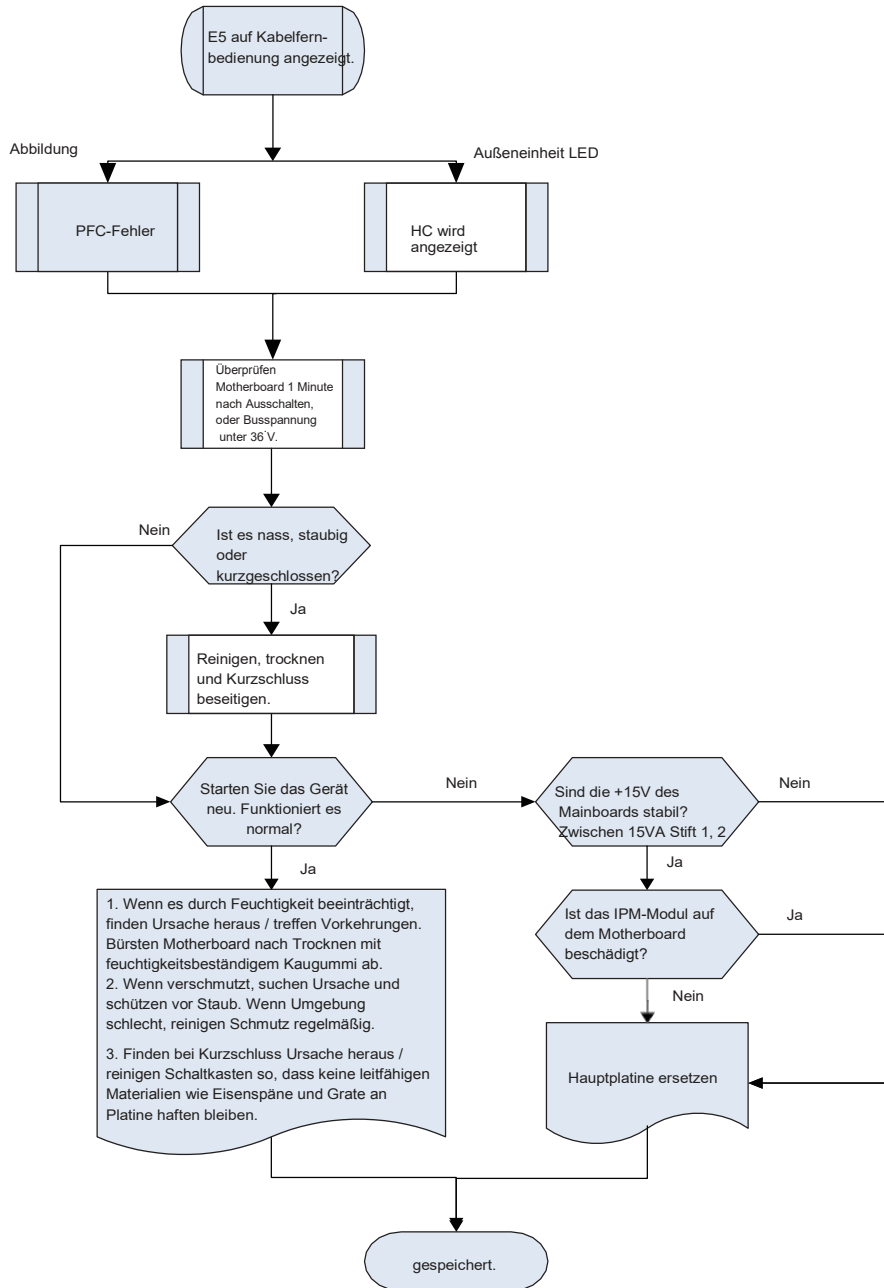 E5 auf Kabelfern-
bedienung angezeigt.
Abbildung
Außeneinheit LED
PFC-Fehler
HC wird
angezeigt
Überprüfen
Motherboard 1 Minute
nach Ausschalten,
oder Busspannung
unter 36˙V.
Nein
Ist es nass, staubig
oder
kurzgeschlossen?
Ja
Reinigen, trocknen
und Kurzschluss
beseitigen.
Starten Sie das Gerät
neu. Funktioniert es
normal?
Nein
Sind die +15V des
Mainboards stabil?
Zwischen 15VA Stift 1, 2
Nein
Ja
Ja
1. Wenn es durch Feuchtigkeit beeinträchtigt,
finden Ursache heraus / treffen Vorkehrungen.
Bürsten Motherboard nach Trocknen mit
feuchtigkeitsbeständigem Kaugummi ab.
2. Wenn verschmutzt, suchen Ursache und
schützen vor Staub. Wenn Umgebung
schlecht, reinigen Schmutz regelmäßig.
3. Finden bei Kurzschluss Ursache heraus /
reinigen Schaltkasten so, dass keine leitfähigen
Materialien wie Eisenspäne und Grate an
Platine haften bleiben.
Ist das IPM-Modul auf
dem Motherboard
beschädigt?
Ja
Nein
Hauptplatine ersetzen
gespeichert.